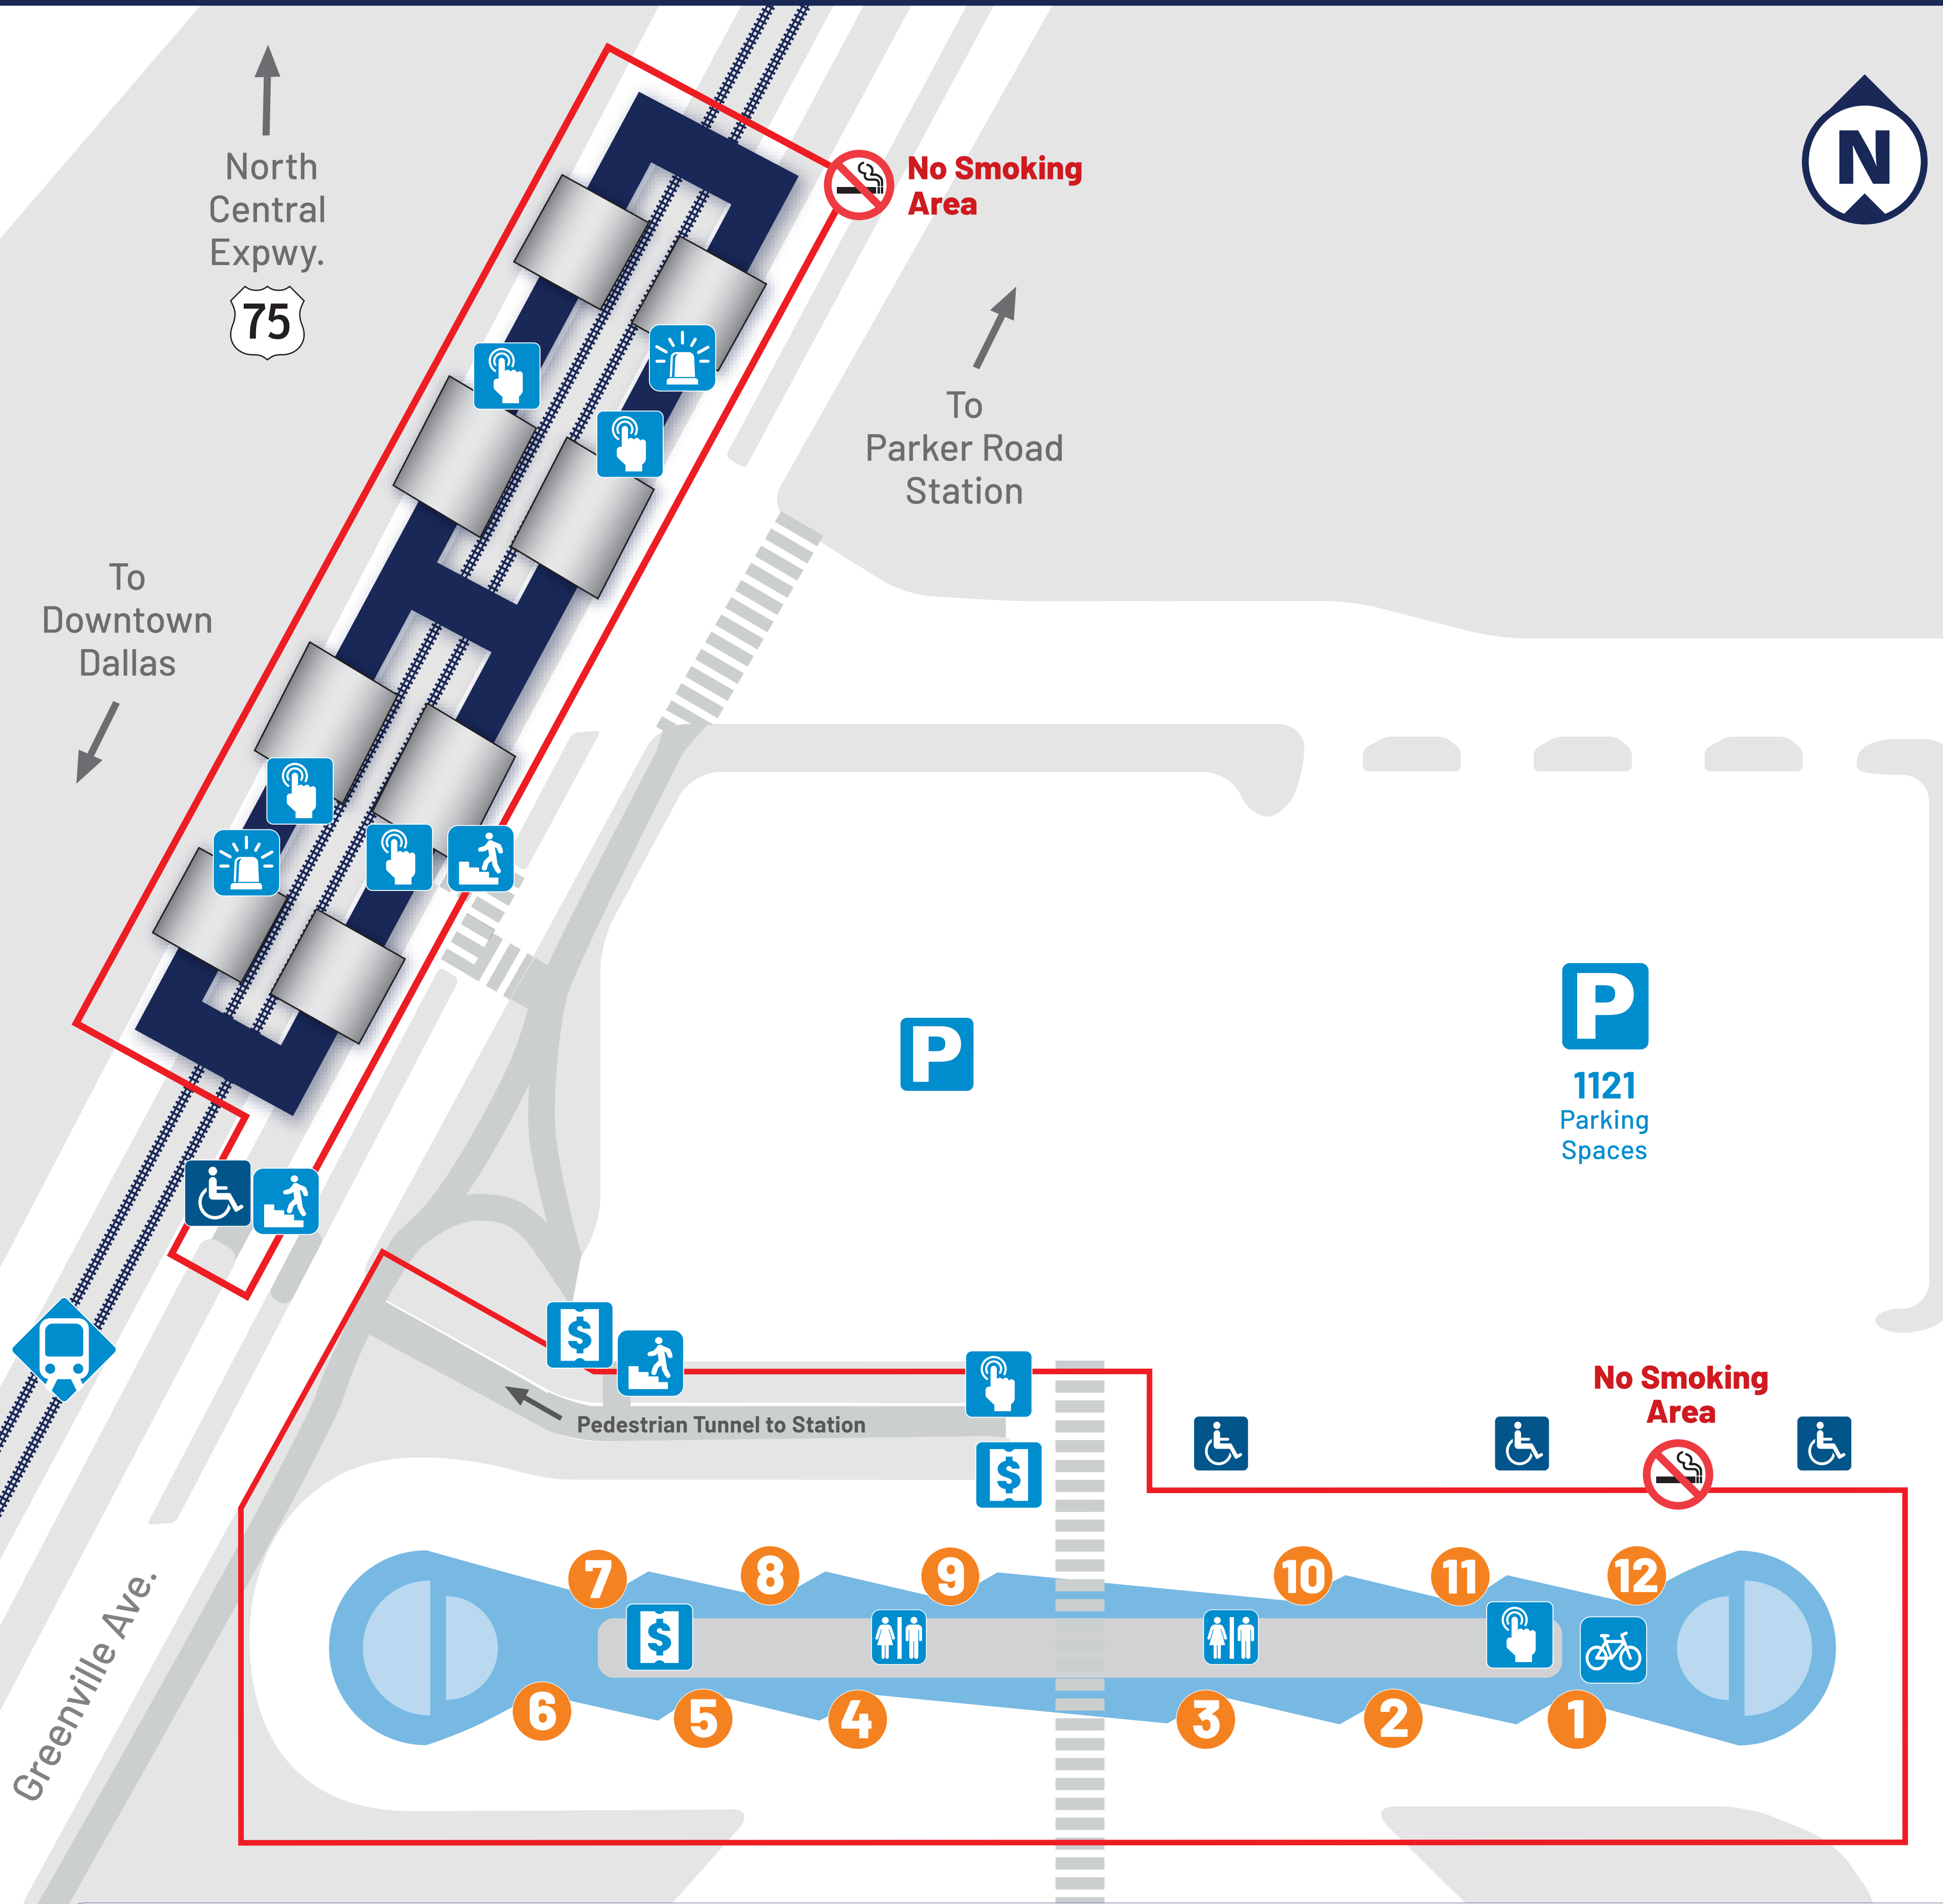 North
Central
Expwy.
75
No Smoking
Area
N
To
Parker Road
Station
To
Downtown
Dallas
P
P
1121
Parking
Spaces
$
Pedestrian Tunnel to Station
$
No Smoking
Area
7
8
9
10
11
12
$
6
5
4
3
2
1
Greenville Ave.